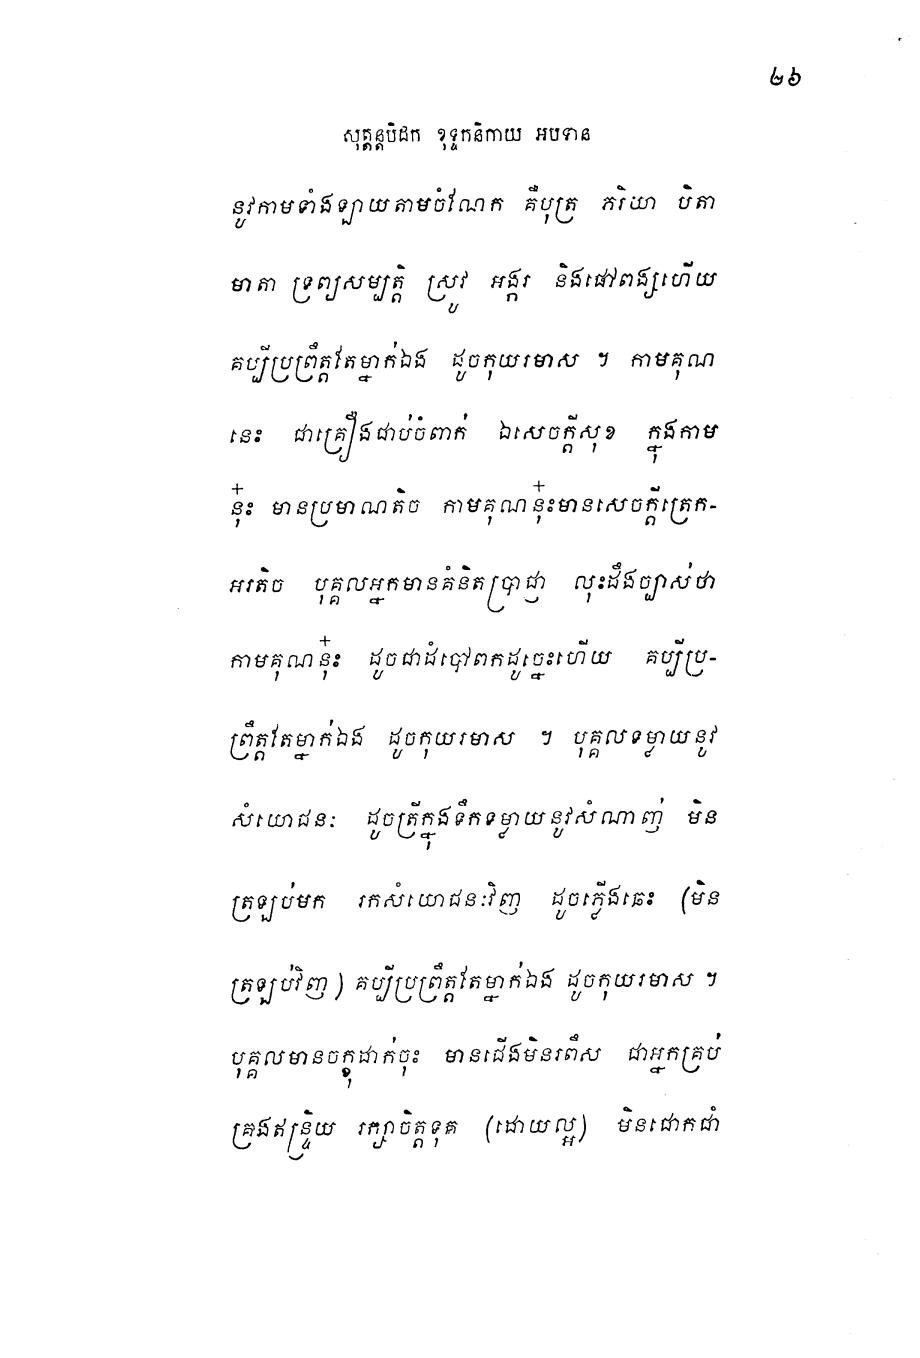 ២៦
សុត្តន្តបិដក ខុទ្ទកនិកាយ អបទាន
នូវកាមទាំងឡាយតាមចំណែក គឺបុត្រ ភរិយា បិតា
មាតា ទ្រព្យសម្បត្តិ ស្រូវ អង្ករ និងផៅពង្សហើយ
គប្បីប្រព្រឹត្តតែម្នាក់ឯង ដូចកុយរមាស ។ កាមគុណ
នេះ ជាគ្រឿងជាប់ចំពាក់ ឯសេចក្តីសុខ ក្នុងកាម
នុ៎ះ មានប្រមាណតិច កាមគុណនុ៎ះមានសេចក្តីត្រេក-
អរតិច បុគ្គលអ្នកមានគំនិតប្រាជ្ញា លុះដឹងច្បាស់ថា
កាមគុណនុ៎ះ ដូចជាដំបៅពកដូច្នេះហើយ គប្បីប្រ-
ព្រឹត្តតែម្នាក់ឯង ដូចកុយរមាស ។ បុគ្គលទម្លាយនូវ
សំយោជនៈ ដូចត្រីក្នុងទឹកទម្លាយនូវសំណាញ់ មិន
ត្រឡប់មក រកសំយោជនៈវិញ ដូចភ្លើងឆេះ (មិន
ត្រឡប់វិញ) គប្បីប្រព្រឹត្តតែម្នាក់ឯង ដូចកុយរមាស ។
បុគ្គលមានចក្ខុដាក់ចុះ មានជើងមិនរពឹស ជាអ្នកគ្រប់
គ្រងឥន្ទ្រិយ រក្សាចិត្តទុក (ដោយល្អ) មិនជោកជាំ